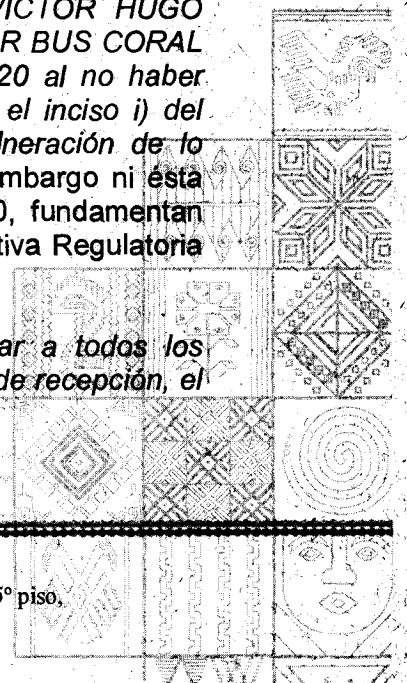 VICTOR HUGO
R BUS CORAL
20 al no haber
el inciso i) del
lneración de lo
mbargo ni ésta
0, fundamentan
tiva Regulatoria
ar a todos los
de recepción, el
5º piso,